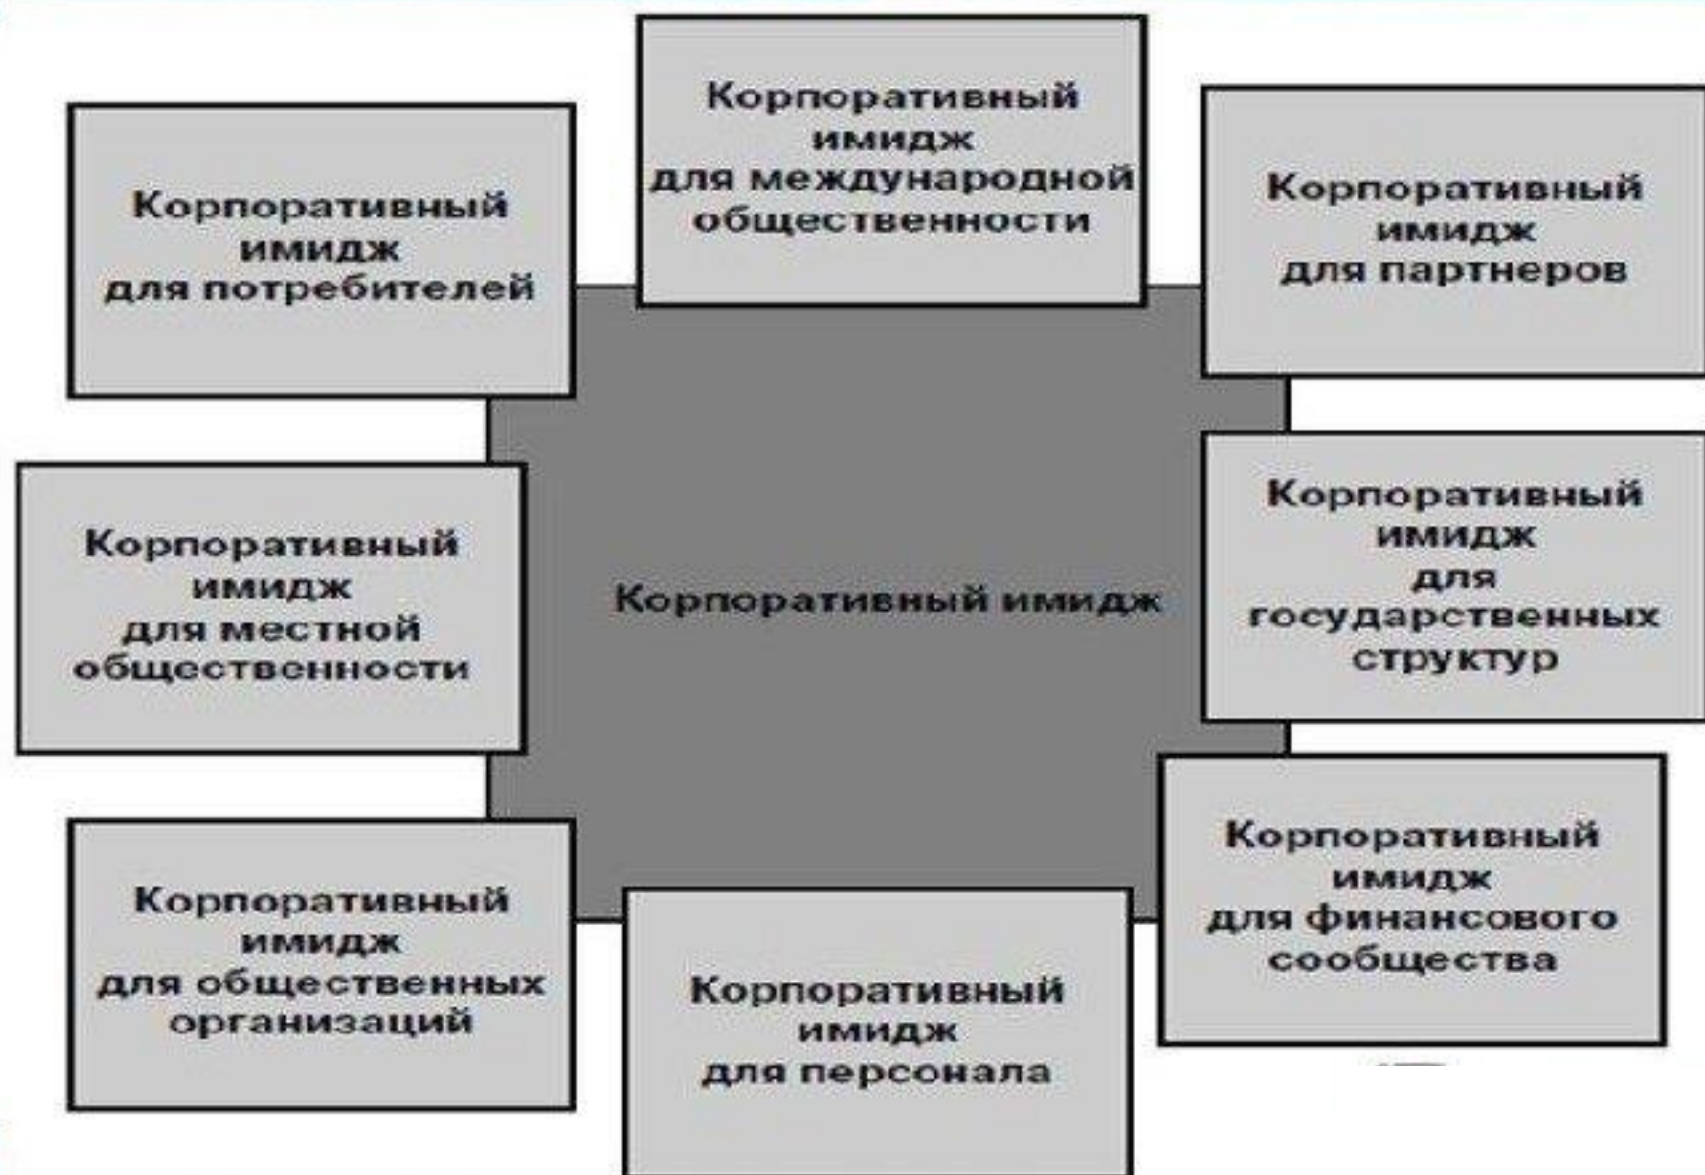 Корпоративный
имидж
для международной
общественности
Корпоративный
имидж
для потребителей
Корпоративный
имидж
для партнеров
Корпоративный
имидж
для местной
общественности
Корпоративный имидж
Корпоративный
имидж
для
государственных
структур
Корпоративный
имидж
для общественных
организаций
Корпоративный
имидж
для персонала
Корпоративный
имидж
для финансового
сообщества